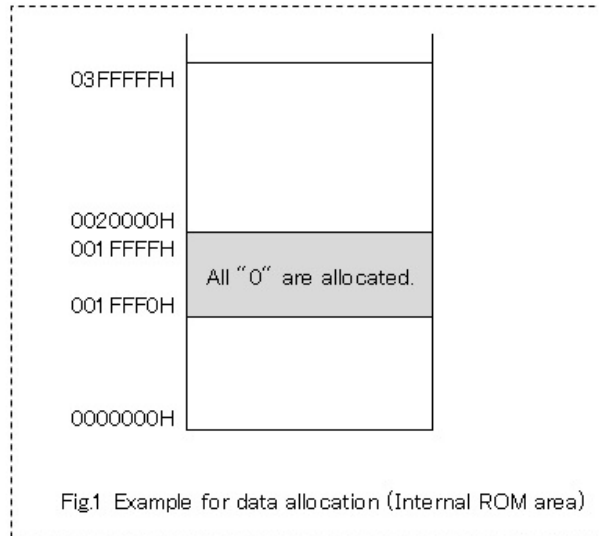 03FFFFFH
0020000H
001FFFFH
All "0" are allocated.
001FFF0H
0000000H
Fig.1 Example for data allocation (Internal ROM area)